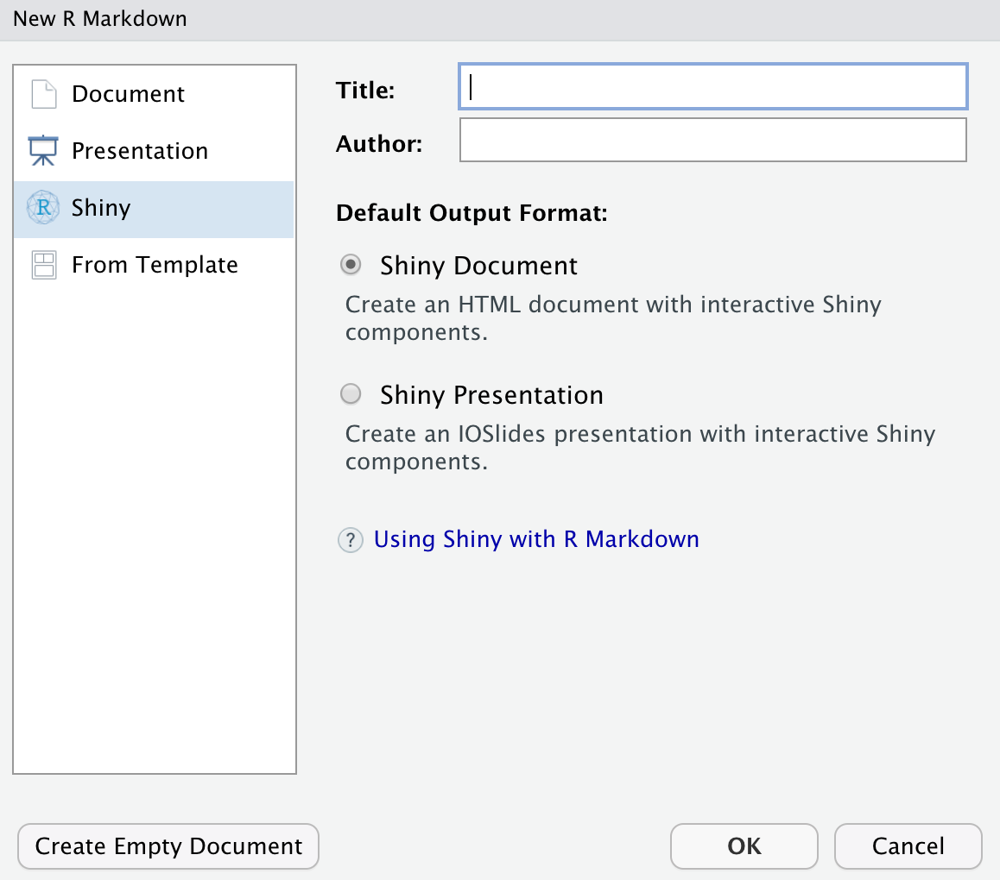 New R Markdown
Document
Presentation
R
Shiny
From Template
Title:
Author:
Default Output Format:
Shiny Document
Create an HTML document with interactive Shiny
components.
Shiny Presentation
Create an IOSlides presentation with interactive Shiny
components.
? Using Shiny with R Markdown
Create Empty Document
OK
Cancel